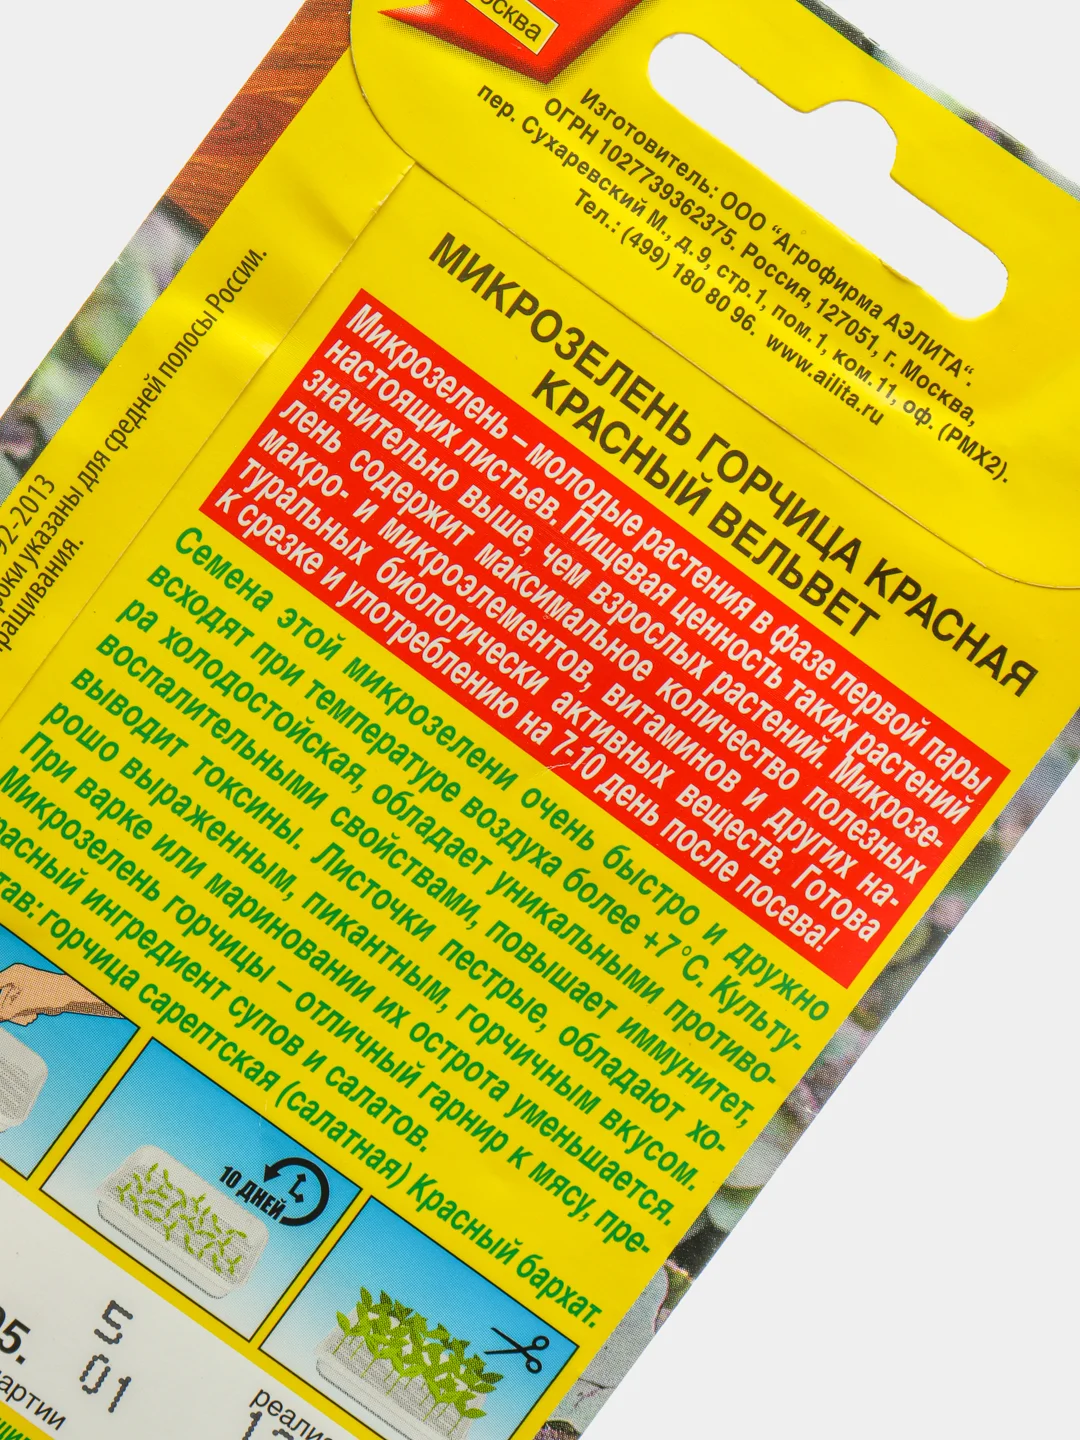 Москва
Изготовитель: ООО “Агрофирма АЭЛИТА“.
ОГРН 1027739362375. Россия, 127051, г. Москва,
пер. Сухаревский М., д. 9, стр. 1, пом. 1, ком. 11, оф. (РМХ2).
Тел.: (499) 180 80 96. www.ailita.ru
МИКРОЗЕЛЕНЬ ГОРЧИЦА КРАСНАЯ
КРАСНЫЙ ВЕЛЬВЕТ
Микрозелень – молодые растения в фазе первой пары
настоящих листьев. Пищевая ценность таких растений
значительно выше, чем взрослых растений. Микрозе-
лень содержит максимальное количество полезных
макро- и микроэлементов, витаминов и других на-
туральных биологически активных веществ. Готова
к срезке и употреблению на 7-10 день после посева!
Семена этой микрозелени очень быстро и дружно
всходят при температуре воздуха более +7°С. Культу-
ра холодостойкая, обладает уникальными противо-
воспалительными свойствами, повышает иммунитет,
выводит токсины. Листочки пестрые, обладают хо-
рошо выраженным, пикантным, горчичным вкусом.
При варке или мариновании их острота уменьшается.
Микрозелень горчицы – отличный гарнир к мясу, пре-
расный ингредиент супов и салатов.
тав: горчица сарептская (салатная) Красный бархат.
92-2013
роки указаны для средней полосы России.
ращивания.
10 ДНЕЙ
05.
5
01
артии
реализ